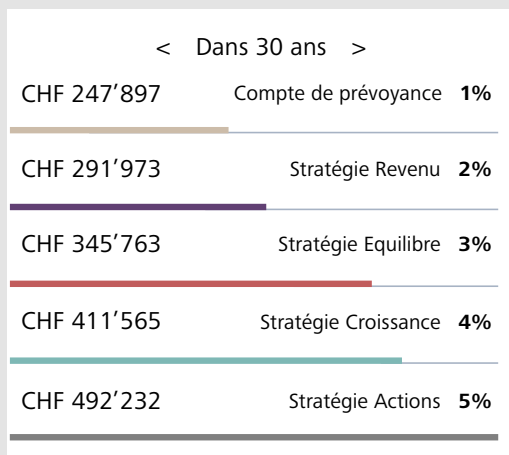 < Dans 30 ans >
CHF 247’897 Compte de prévoyance 1%
CHF 291’973 Stratégie Revenu 2%
CHF 345’763 Stratégie Equilibre 3%
CHF 411’565 Stratégie Croissance 4%
CHF 492’232 Stratégie Actions 5%